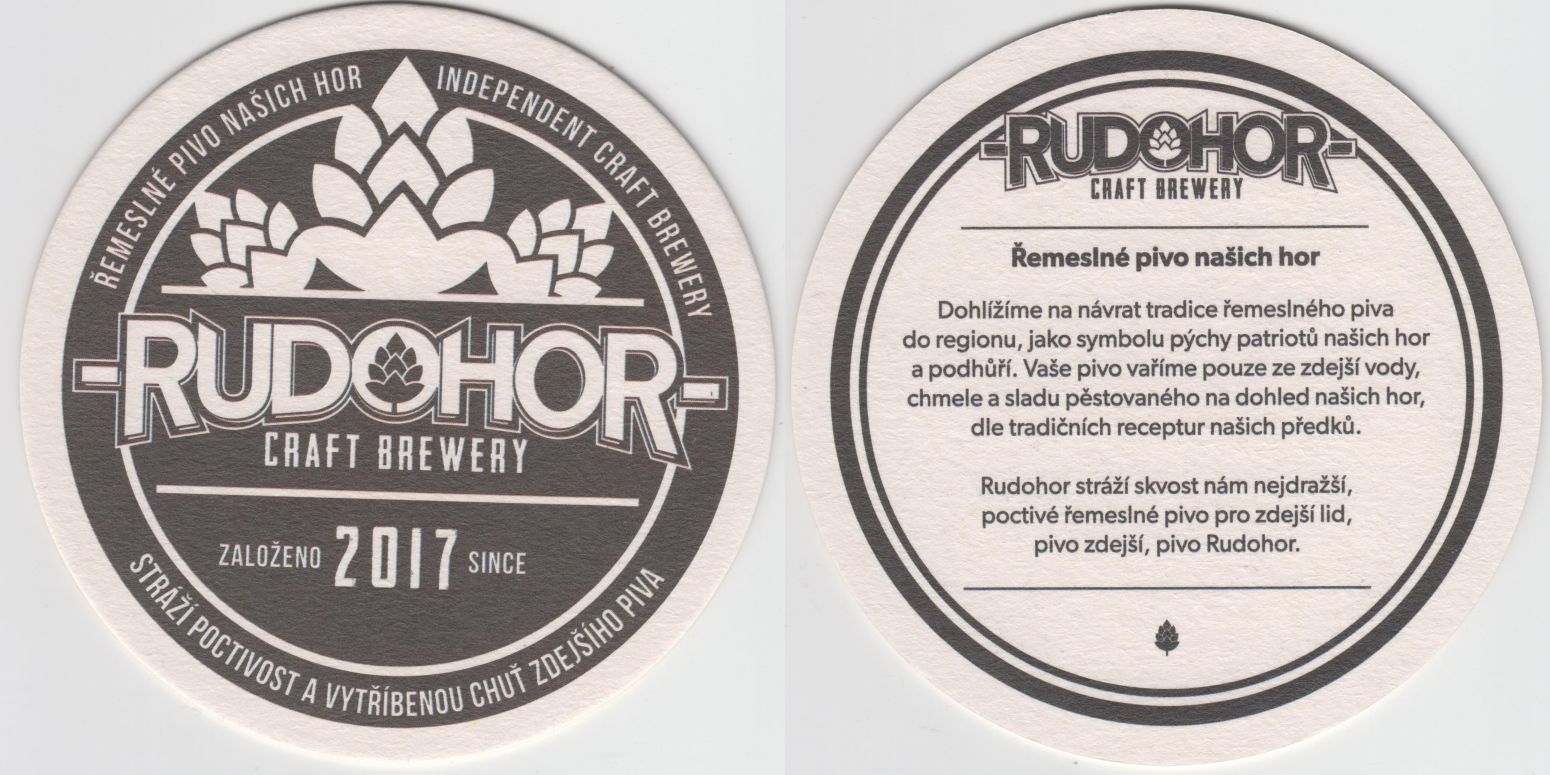 ŘEMESLNÉ PIVO NAŠICH HOR
INDEPENDENT CRAFT BREWERY
-RUDOHOR-
CRAFT BREWERY
ZALOŽENO 2017 SINCE
STRÁŽÍ POCTIVOST A VYTŘÍBENOU CHUŤ ZDEJŠÍHO PIVA
-RUDOHOR-
CRAFT BREWERY
Řemeslné pivo našich hor
Dohlížíme na návrat tradice řemeslného piva
do regionu, jako symbolu pýchy patriotů našich hor
a podhůří. Vaše pivo vaříme pouze ze zdejší vody,
chmele a sladu pěstovaného na dohled našich hor,
dle tradičních receptur našich předků.
Rudohor stráží skvost nám nejdražší,
poctivé řemeslné pivo pro zdejší lid,
pivo zdejší, pivo Rudohor.